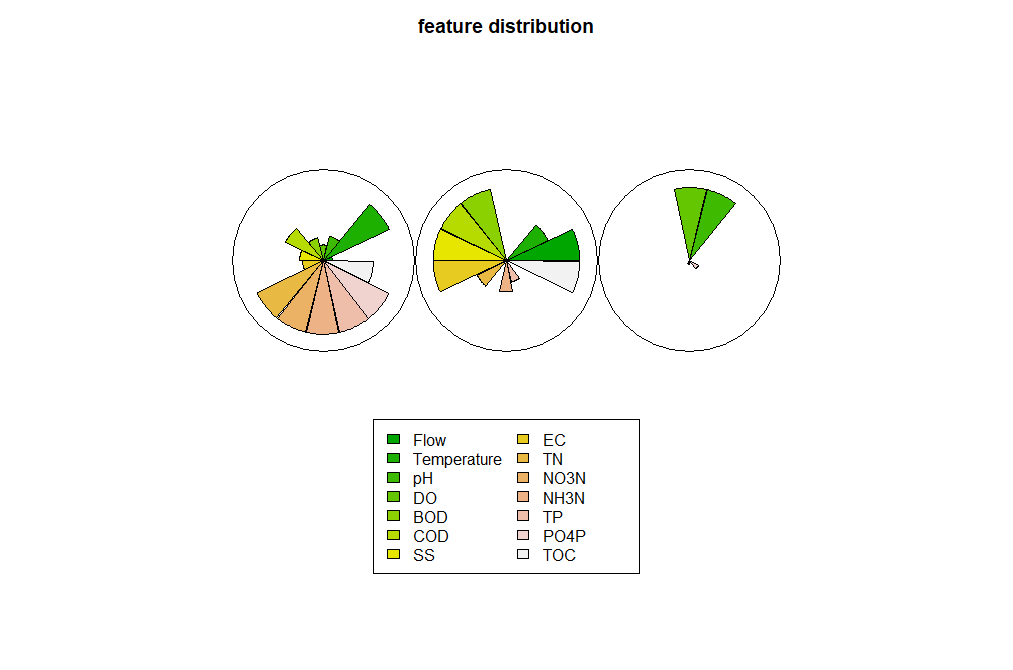 feature distribution
Flow
Temperature
pH
DO
BOD
COD
SS
EC
TN
NO3N
NH3N
TP
PO4P
TOC